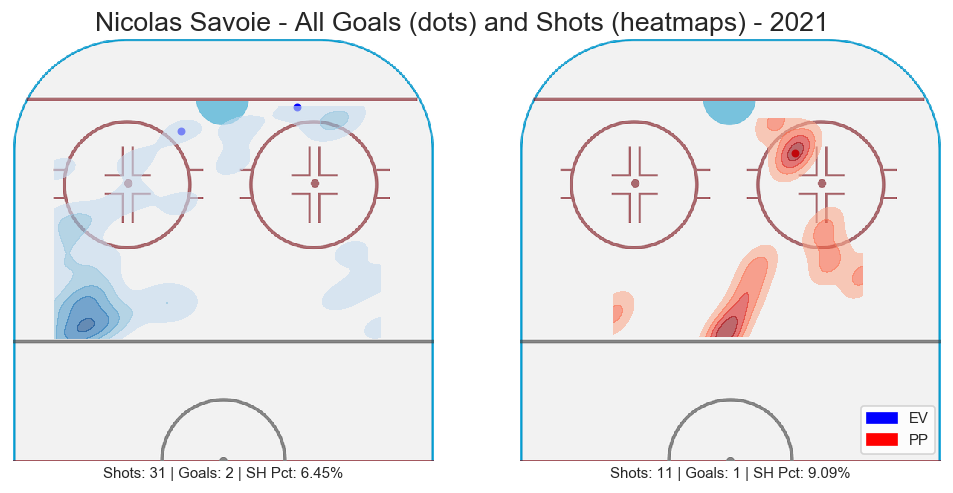 Nicolas Savoie - All Goals (dots) and Shots (heatmaps) - 2021
EV
PP
Shots: 31 | Goals: 2 | SH Pct: 6.45%
Shots: 11 | Goals: 1 | SH Pct: 9.09%